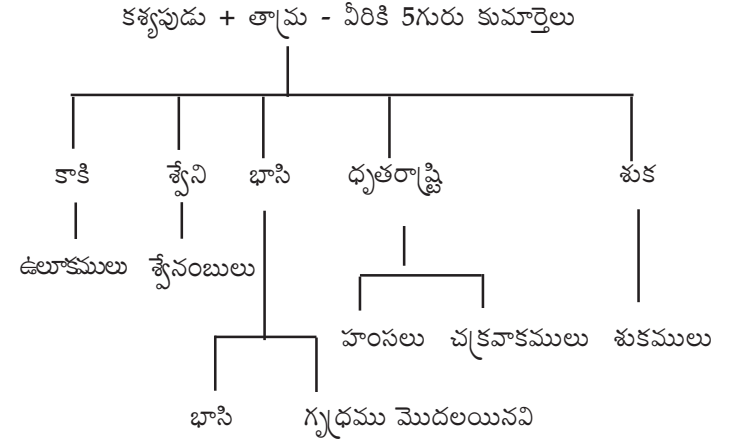 కశ్యపుడు + తామ్ర - వీరికి 5గురు కుమార్తెలు
కాకి శ్వేని భాసి ధృతరాష్ట్రి శుక
ఉలూకములు శ్వేనంబులు
హంసలు చక్రవాకములు శుకములు
భాసి గృధ్రము మొదలయినవి